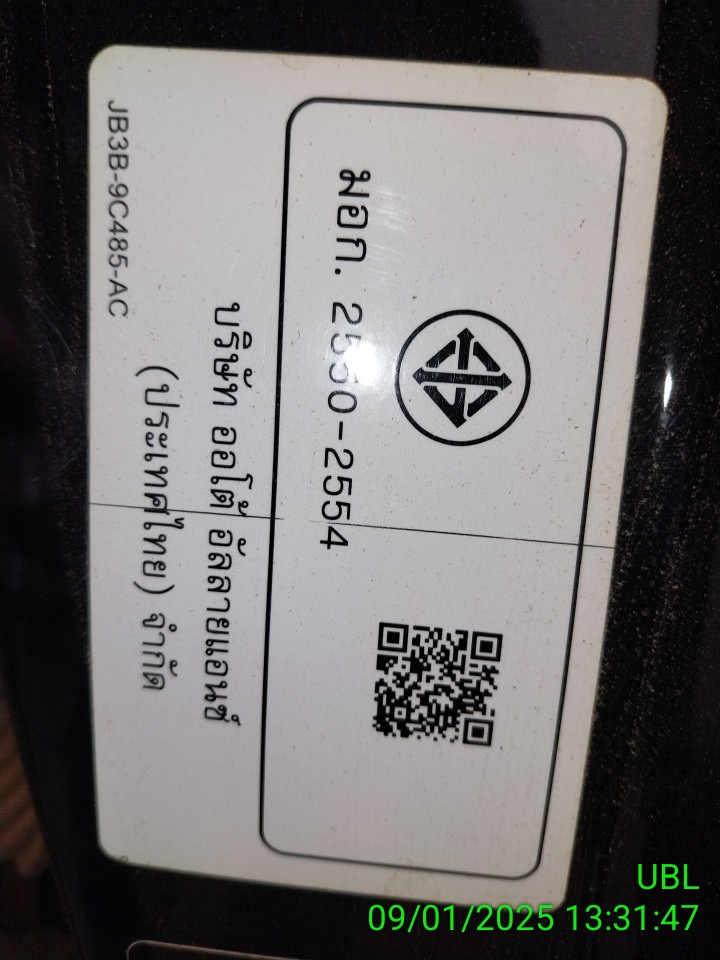 มอก. 2550-2554
บริษัท ออโต้ อัลลายแอนซ์
(ประเทศไทย) จำกัด
JB3B-9C485-AC
UBL
09/01/2025 13:31:47